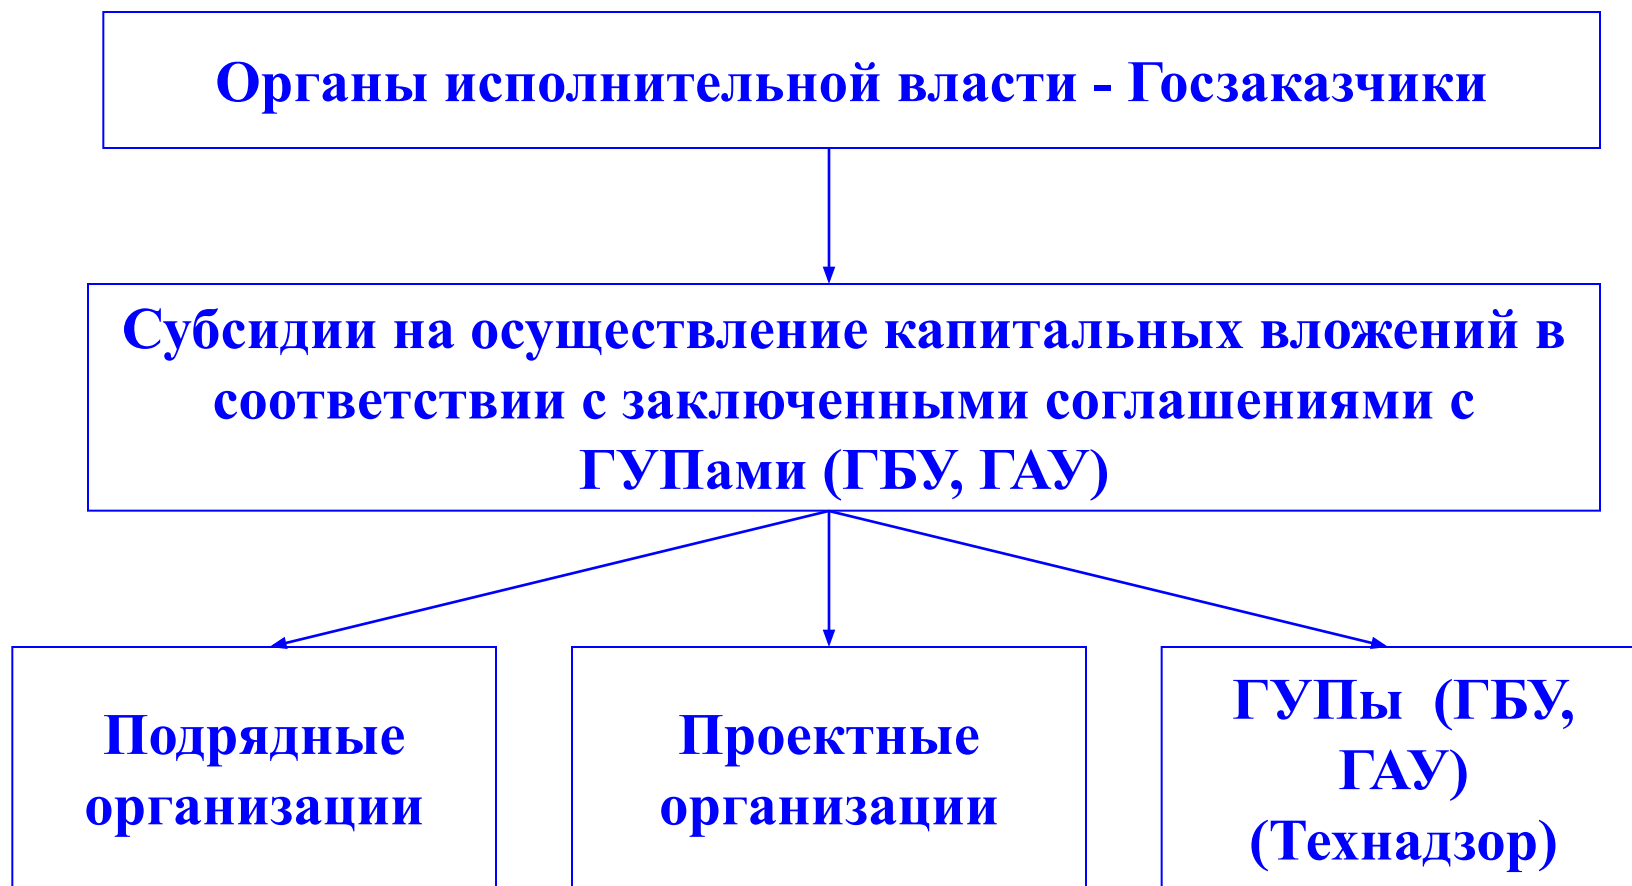 Органы исполнительной власти - Госзаказчики
Субсидии на осуществление капитальных вложений в
соответствии с заключенными соглашениями с
ГУПами (ГБУ, ГАУ)
Подрядные
организации
Проектные
организации
ГУПы (ГБУ,
ГАУ)
(Технадзор)